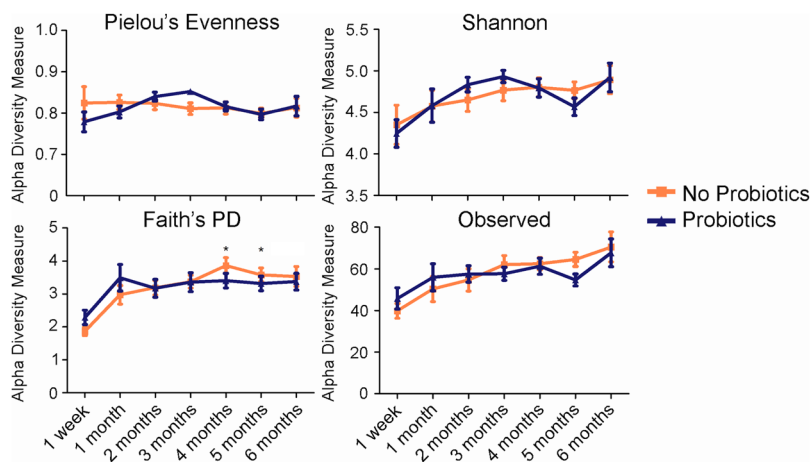 Pielou's Evenness
Alpha Diversity Measure
1.0
0.9
0.8
0.7
0
Shannon
Alpha Diversity Measure
5.5
5.0
4.5
4.0
3.5
No Probiotics
Probiotics
Faith's PD
Alpha Diversity Measure
5
4
3
2
1
0
*
*
1 week
1 month
2 months
3 months
4 months
5 months
6 months
Observed
Alpha Diversity Measure
80
60
40
20
0
1 week
1 month
2 months
3 months
4 months
5 months
6 months